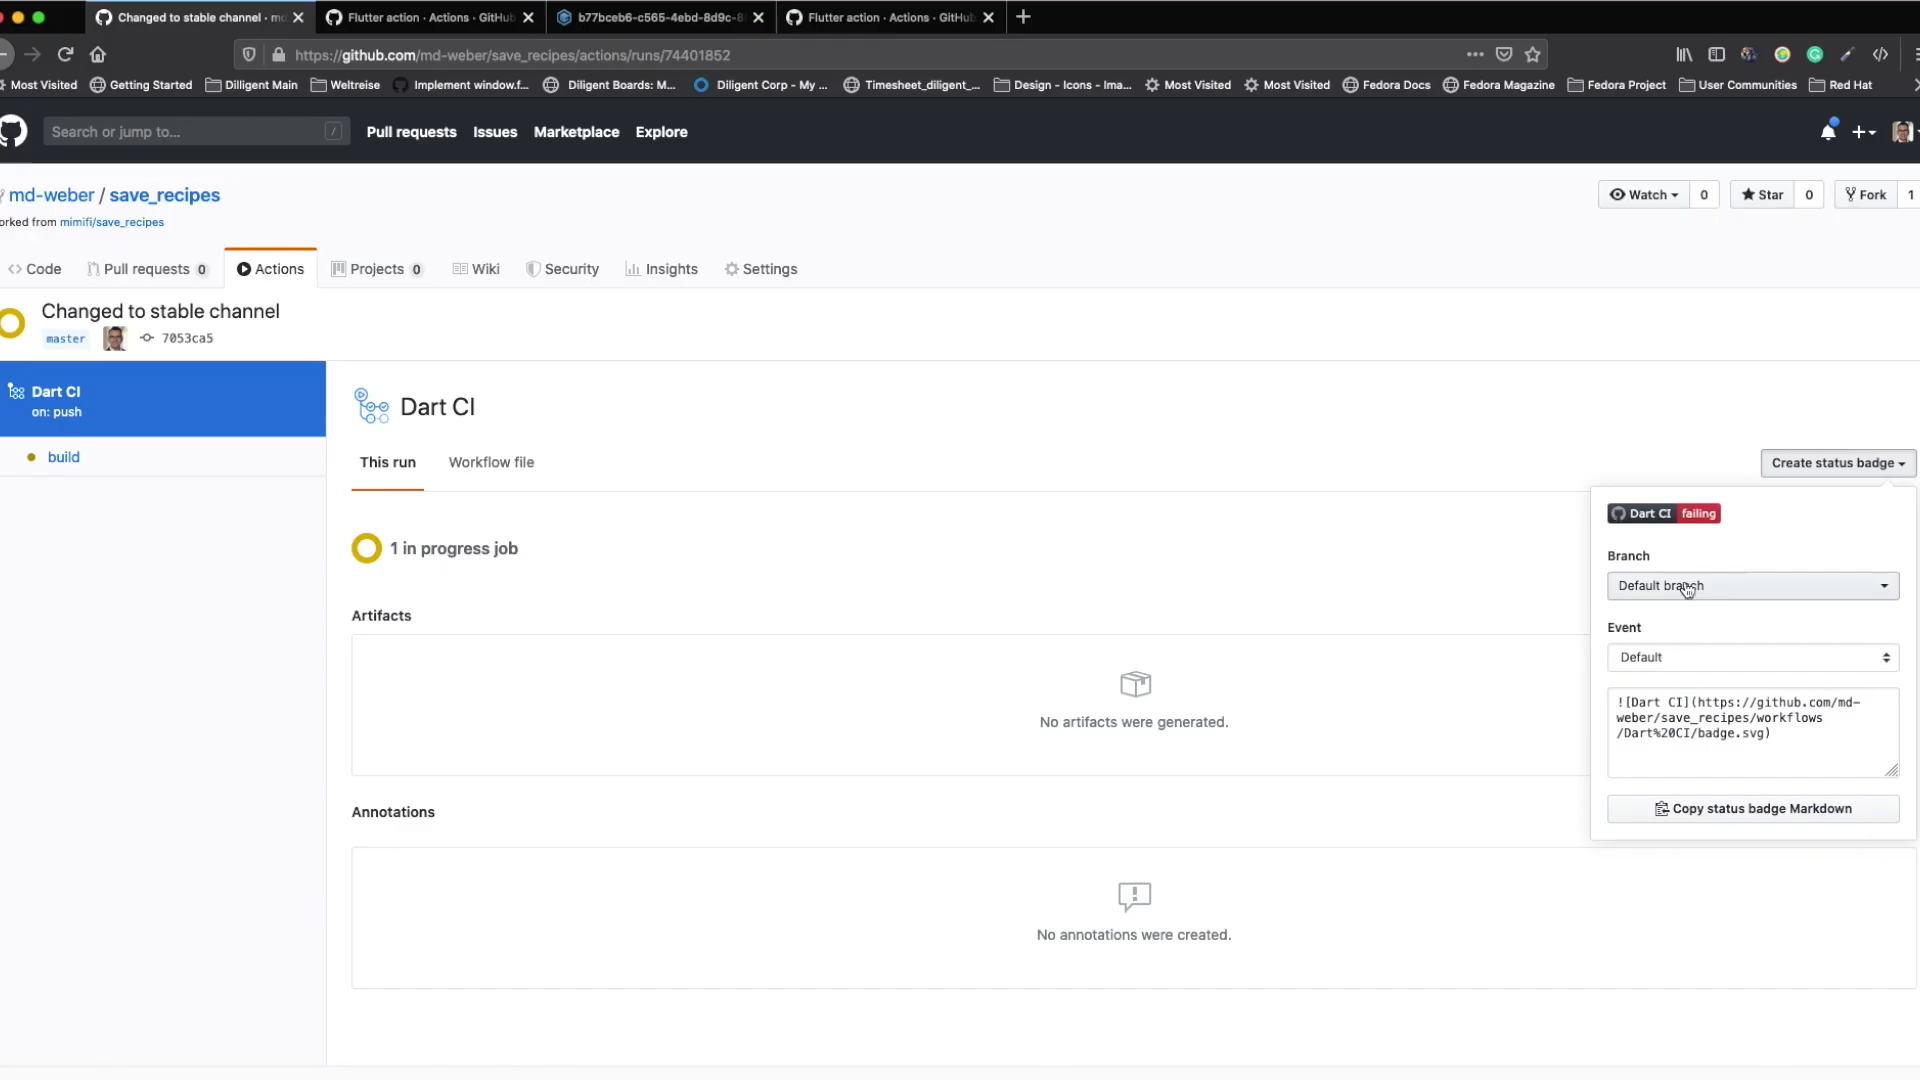 Changed to stable channel · m
Flutter action · Actions · GitHub
b77bceb6-c565-4ebd-8d9c-8
Flutter action · Actions · GitHub
https://github.com/md-weber/save_recipes/actions/runs/74401852
Most Visited
Getting Started
Dilligent Main
Weltreise
Implement window.f...
Diligent Boards: M...
Diligent Corp - My ...
Timesheet_diligent_...
Design - Icons - Ima...
Most Visited
Most Visited
Fedora Docs
Fedora Magazine
Fedora Project
User Communities
Red Hat
Search or jump to...
/
Pull requests
Issues
Marketplace
Explore
md-weber / save_recipes
orked from mimifi/save_recipes
Watch
0
Star
0
Fork
1
Code
Pull requests 0
Actions
Projects 0
Wiki
Security
Insights
Settings
Changed to stable channel
master
7053ca5
Dart CI
on: push
build
Dart CI
This run
Workflow file
Create status badge
1 in progress job
Artifacts
No artifacts were generated.
Annotations
No annotations were created.
Dart CI failing
Branch
Default branch
Event
Default
![Dart CI](https://github.com/md-
weber/save_recipes/workflows
/Dart%20CI/badge.svg)
Copy status badge Markdown